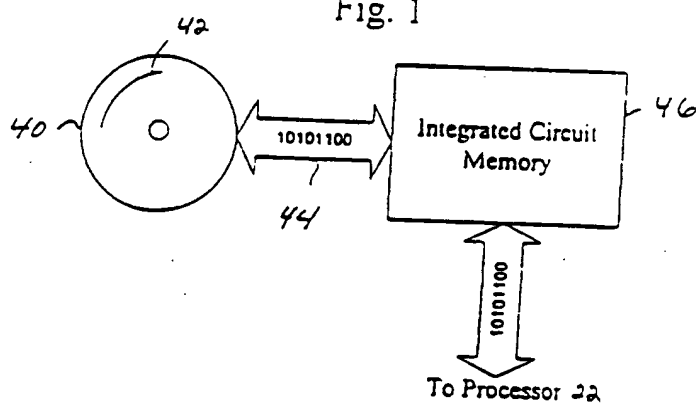 Fig. 1
42
40
10101100
44
Integrated Circuit
Memory
46
10101100
To Processor 22